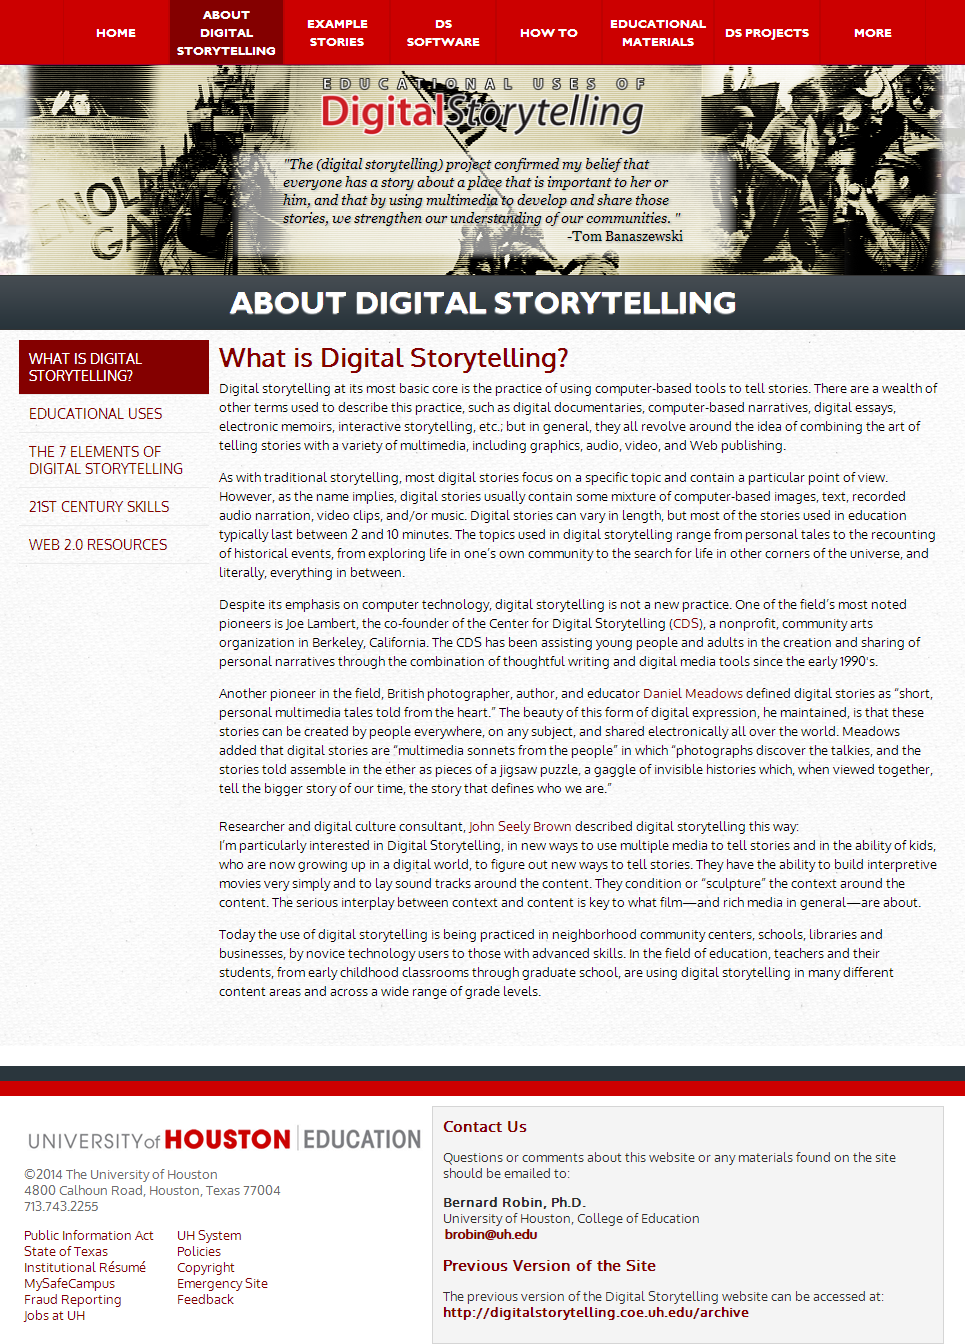 HOME
ABOUT
DIGITAL
STORYTELLING
EXAMPLE
STORIES
DS
SOFTWARE
HOW TO
EDUCATIONAL
MATERIALS
DS PROJECTS
MORE
EDUCATIONAL USES OF
DigitalStorytelling
"The (digital storytelling) project confirmed my belief that
everyone has a story about a place that is important to her or
him, and that by using multimedia to develop and share those
stories, we strengthen our understanding of our communities. "
-Tom Banaszewski
ENOLA
GAY
ABOUT DIGITAL STORYTELLING
WHAT IS DIGITAL
STORYTELLING?
EDUCATIONAL USES
THE 7 ELEMENTS OF
DIGITAL STORYTELLING
21ST CENTURY SKILLS
WEB 2.0 RESOURCES
What is Digital Storytelling?
Digital storytelling at its most basic core is the practice of using computer-based tools to tell stories. There are a wealth of
other terms used to describe this practice, such as digital documentaries, computer-based narratives, digital essays,
electronic memoirs, interactive storytelling, etc.; but in general, they all revolve around the idea of combining the art of
telling stories with a variety of multimedia, including graphics, audio, video, and Web publishing.
As with traditional storytelling, most digital stories focus on a specific topic and contain a particular point of view.
However, as the name implies, digital stories usually contain some mixture of computer-based images, text, recorded
audio narration, video clips, and/or music. Digital stories can vary in length, but most of the stories used in education
typically last between 2 and 10 minutes. The topics used in digital storytelling range from personal tales to the recounting
of historical events, from exploring life in one's own community to the search for life in other corners of the universe, and
literally, everything in between.
Despite its emphasis on computer technology, digital storytelling is not a new practice. One of the field's most noted
pioneers is Joe Lambert, the co-founder of the Center for Digital Storytelling (CDS), a nonprofit, community arts
organization in Berkeley, California. The CDS has been assisting young people and adults in the creation and sharing of
personal narratives through the combination of thoughtful writing and digital media tools since the early 1990's.
Another pioneer in the field, British photographer, author, and educator Daniel Meadows defined digital stories as “short,
personal multimedia tales told from the heart.” The beauty of this form of digital expression, he maintained, is that these
stories can be created by people everywhere, on any subject, and shared electronically all over the world. Meadows
added that digital stories are “multimedia sonnets from the people” in which “photographs discover the talkies, and the
stories told assemble in the ether as pieces of a jigsaw puzzle, a gaggle of invisible histories which, when viewed together,
tell the bigger story of our time, the story that defines who we are.”
Researcher and digital culture consultant, John Seely Brown described digital storytelling this way:
I'm particularly interested in Digital Storytelling, in new ways to use multiple media to tell stories and in the ability of kids,
who are now growing up in a digital world, to figure out new ways to tell stories. They have the ability to build interpretive
movies very simply and to lay sound tracks around the content. They condition or “sculpture” the context around the
content. The serious interplay between context and content is key to what film—and rich media in general—are about.
Today the use of digital storytelling is being practiced in neighborhood community centers, schools, libraries and
businesses, by novice technology users to those with advanced skills. In the field of education, teachers and their
students, from early childhood classrooms through graduate school, are using digital storytelling in many different
content areas and across a wide range of grade levels.
UNIVERSITY of HOUSTON | EDUCATION
©2014 The University of Houston
4800 Calhoun Road, Houston, Texas 77004
713.743.2255
Public Information Act
State of Texas
Institutional Résumé
MySafeCampus
Fraud Reporting
Jobs at UH
UH System
Policies
Copyright
Emergency Site
Feedback
Contact Us
Questions or comments about this website or any materials found on the site
should be emailed to:
Bernard Robin, Ph.D.
University of Houston, College of Education
brobin@uh.edu
Previous Version of the Site
The previous version of the Digital Storytelling website can be accessed at:
http://digitalstorytelling.coe.uh.edu/archive